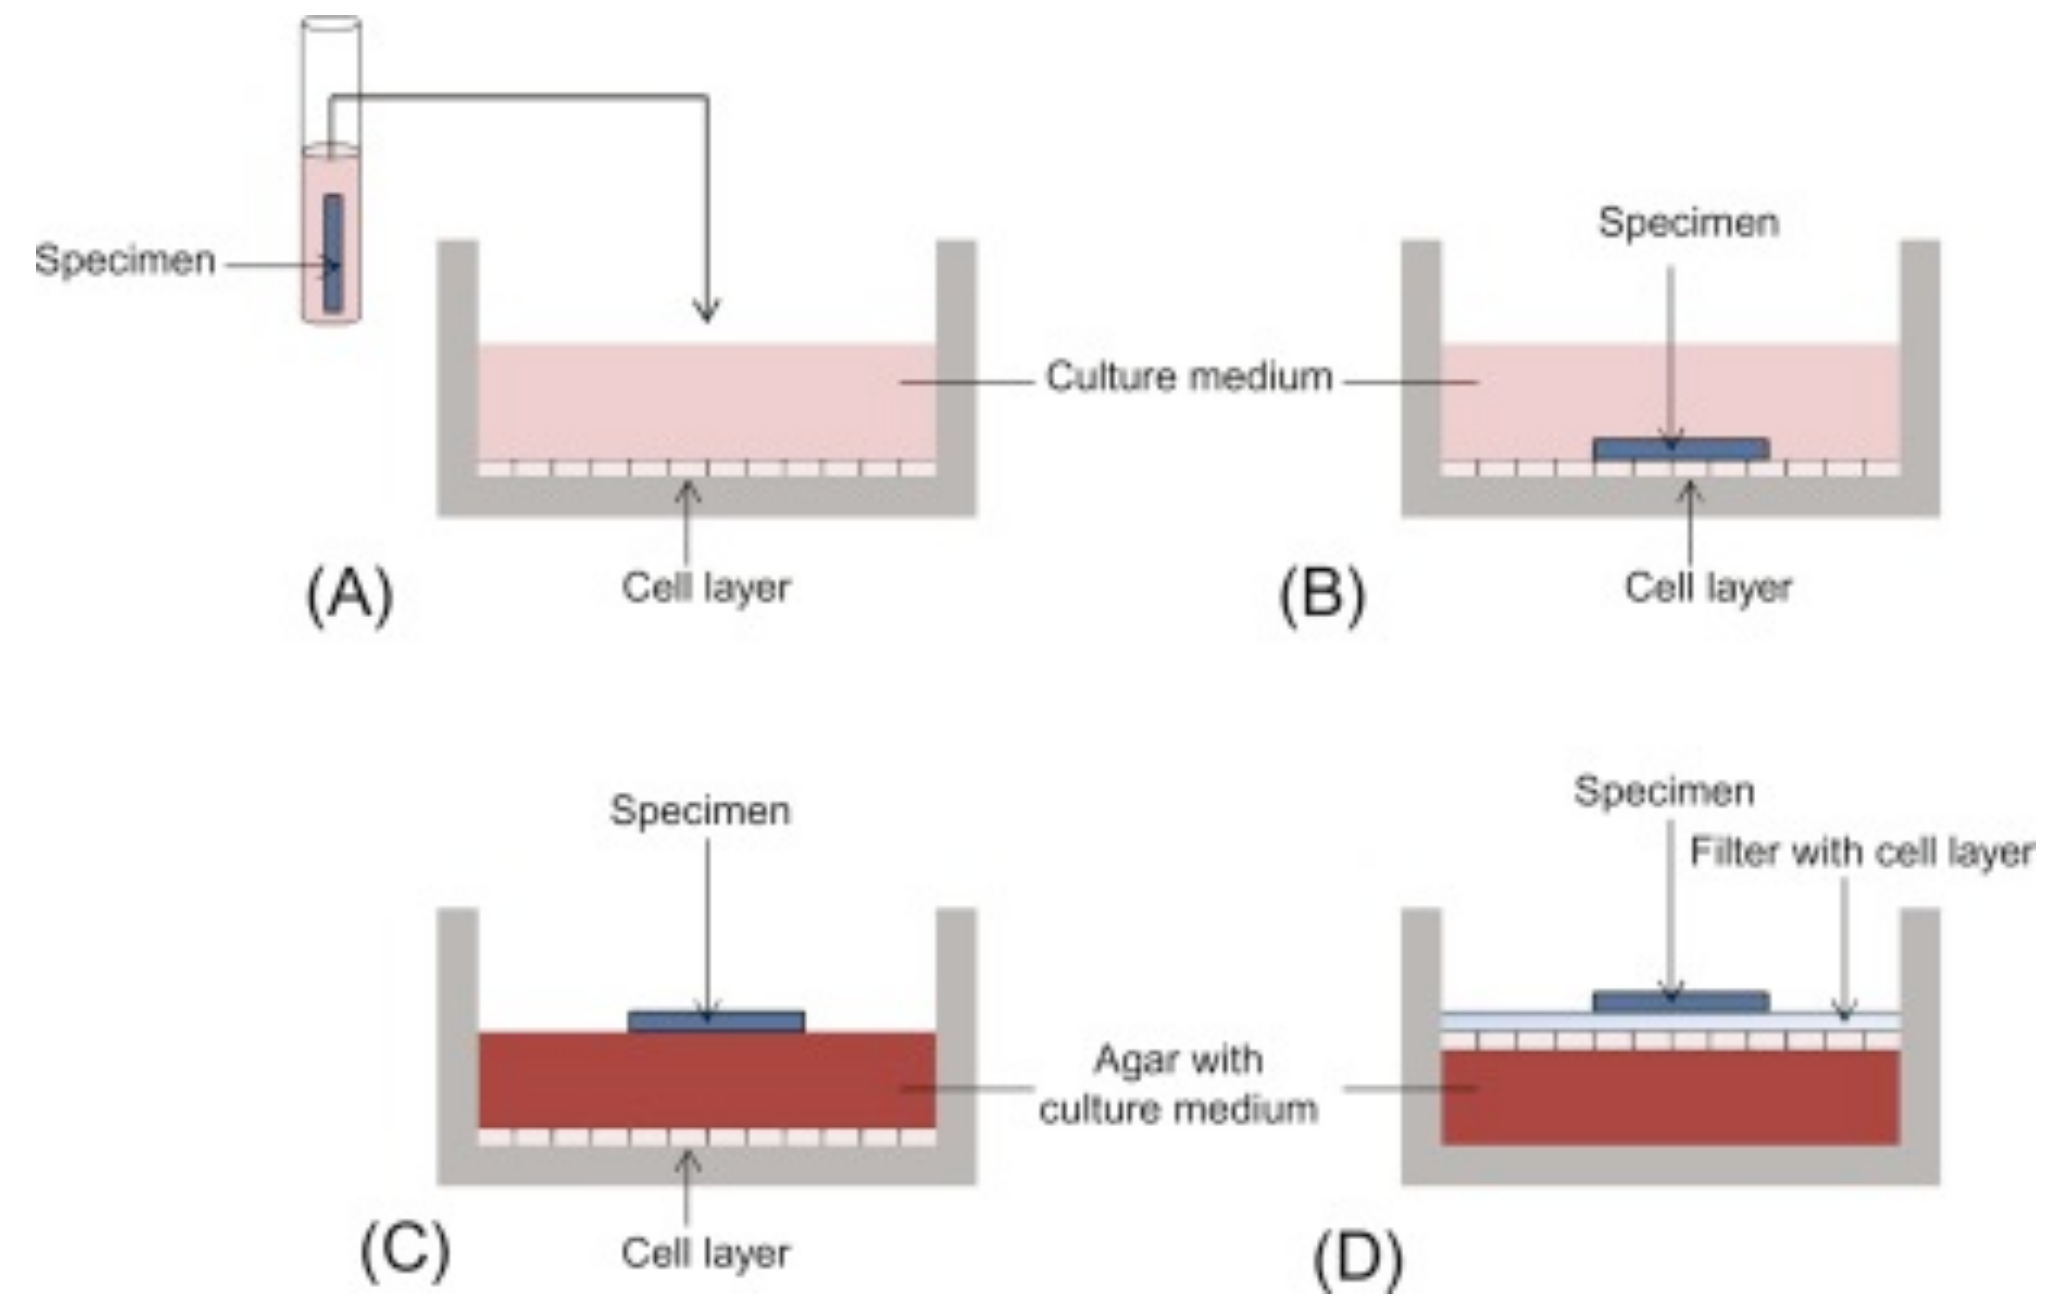 Specimen
Specimen
Culture medium
Cell layer
Cell layer
(A)
(B)
Specimen
Specimen
Filter with cell layer
Agar with
culture medium
Cell layer
(C)
(D)